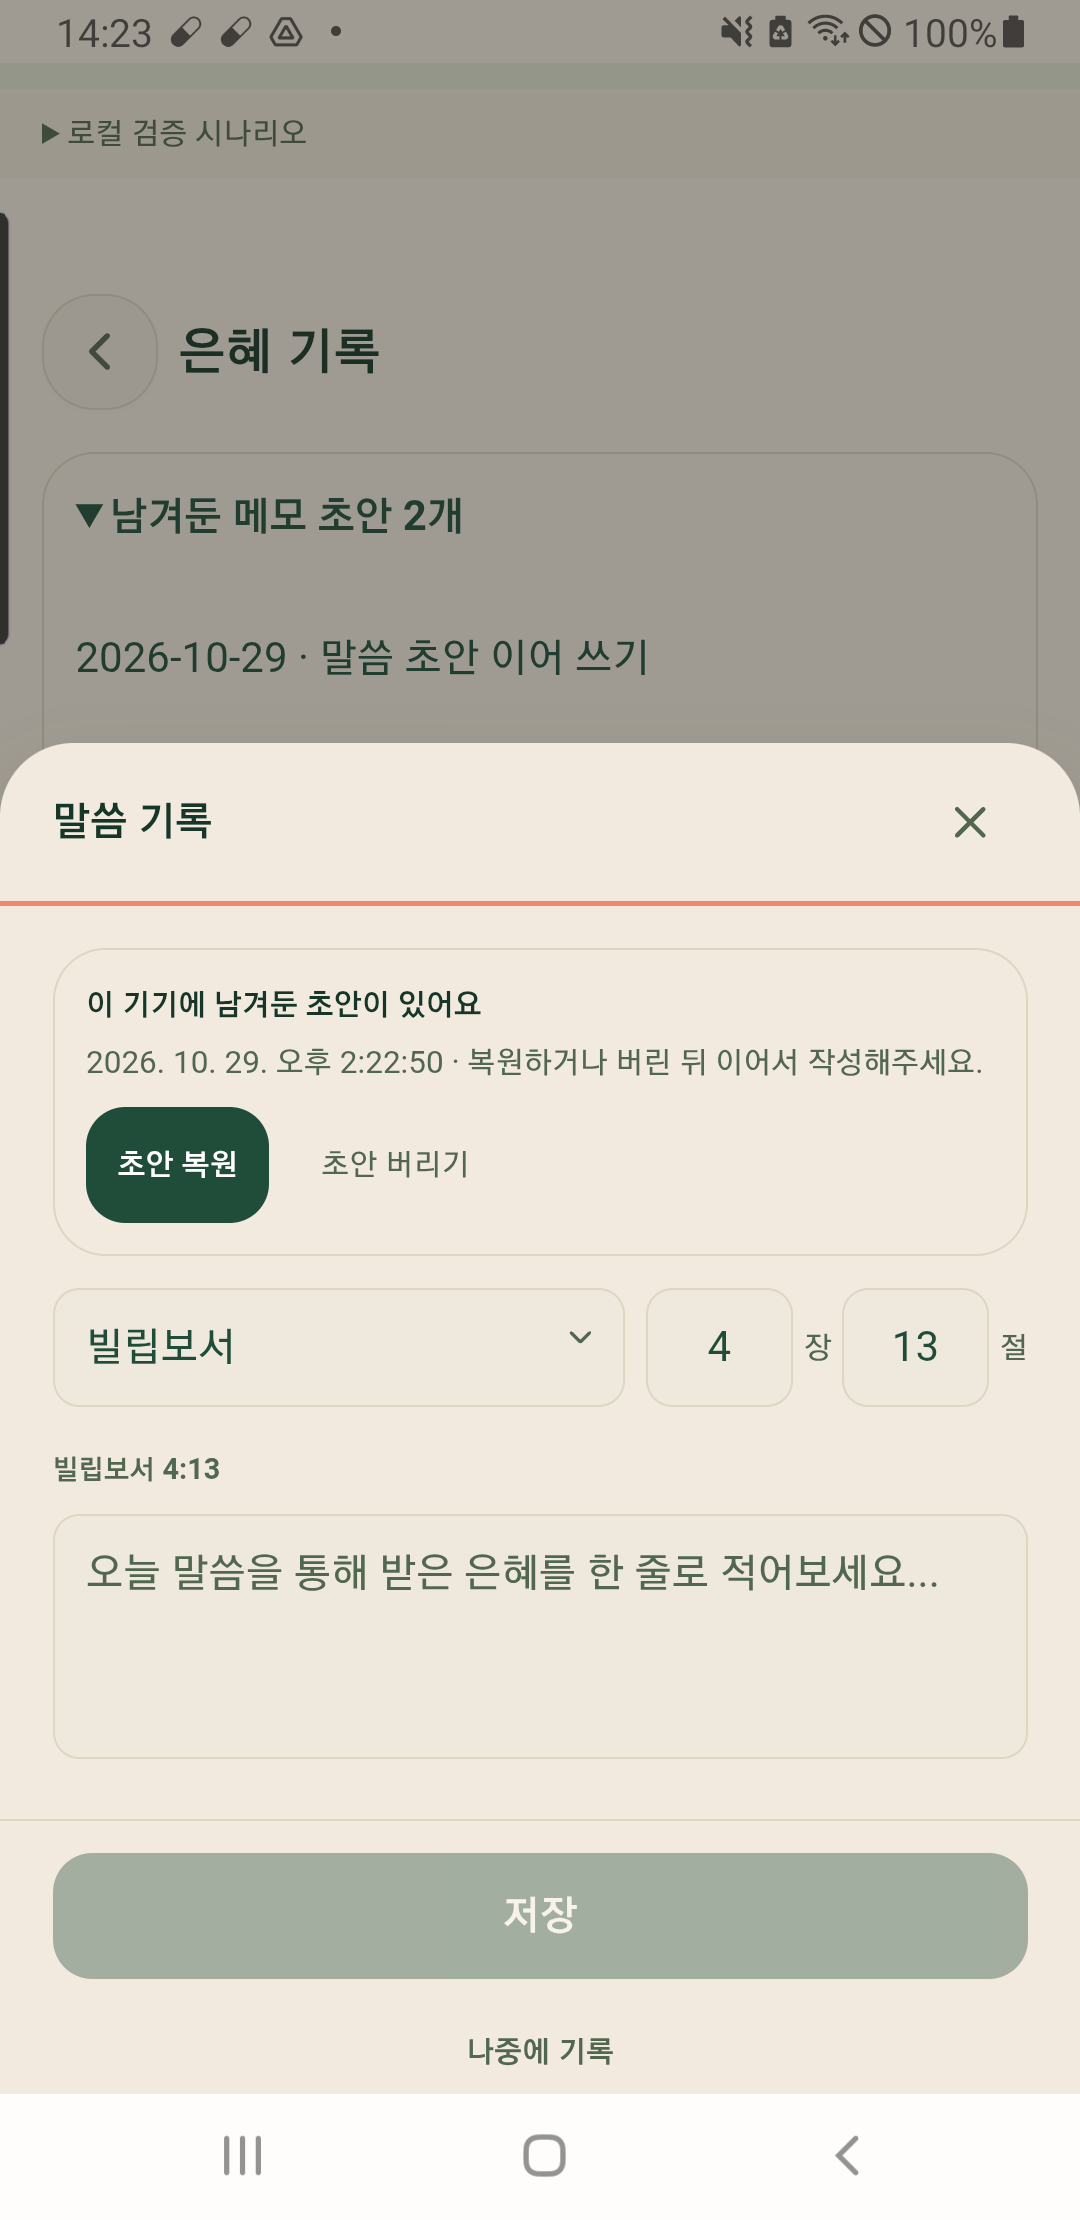 14:23 100%
▶ 로컬 검증 시나리오
은혜 기록
▼남겨둔 메모 초안 2개
2026-10-29 · 말씀 초안 이어 쓰기
말씀 기록
이 기기에 남겨둔 초안이 있어요
2026. 10. 29. 오후 2:22:50 · 복원하거나 버린 뒤 이어서 작성해주세요.
초안 복원 초안 버리기
빌립보서 4 장 13 절
빌립보서 4:13
오늘 말씀을 통해 받은 은혜를 한 줄로 적어보세요...
저장
나중에 기록